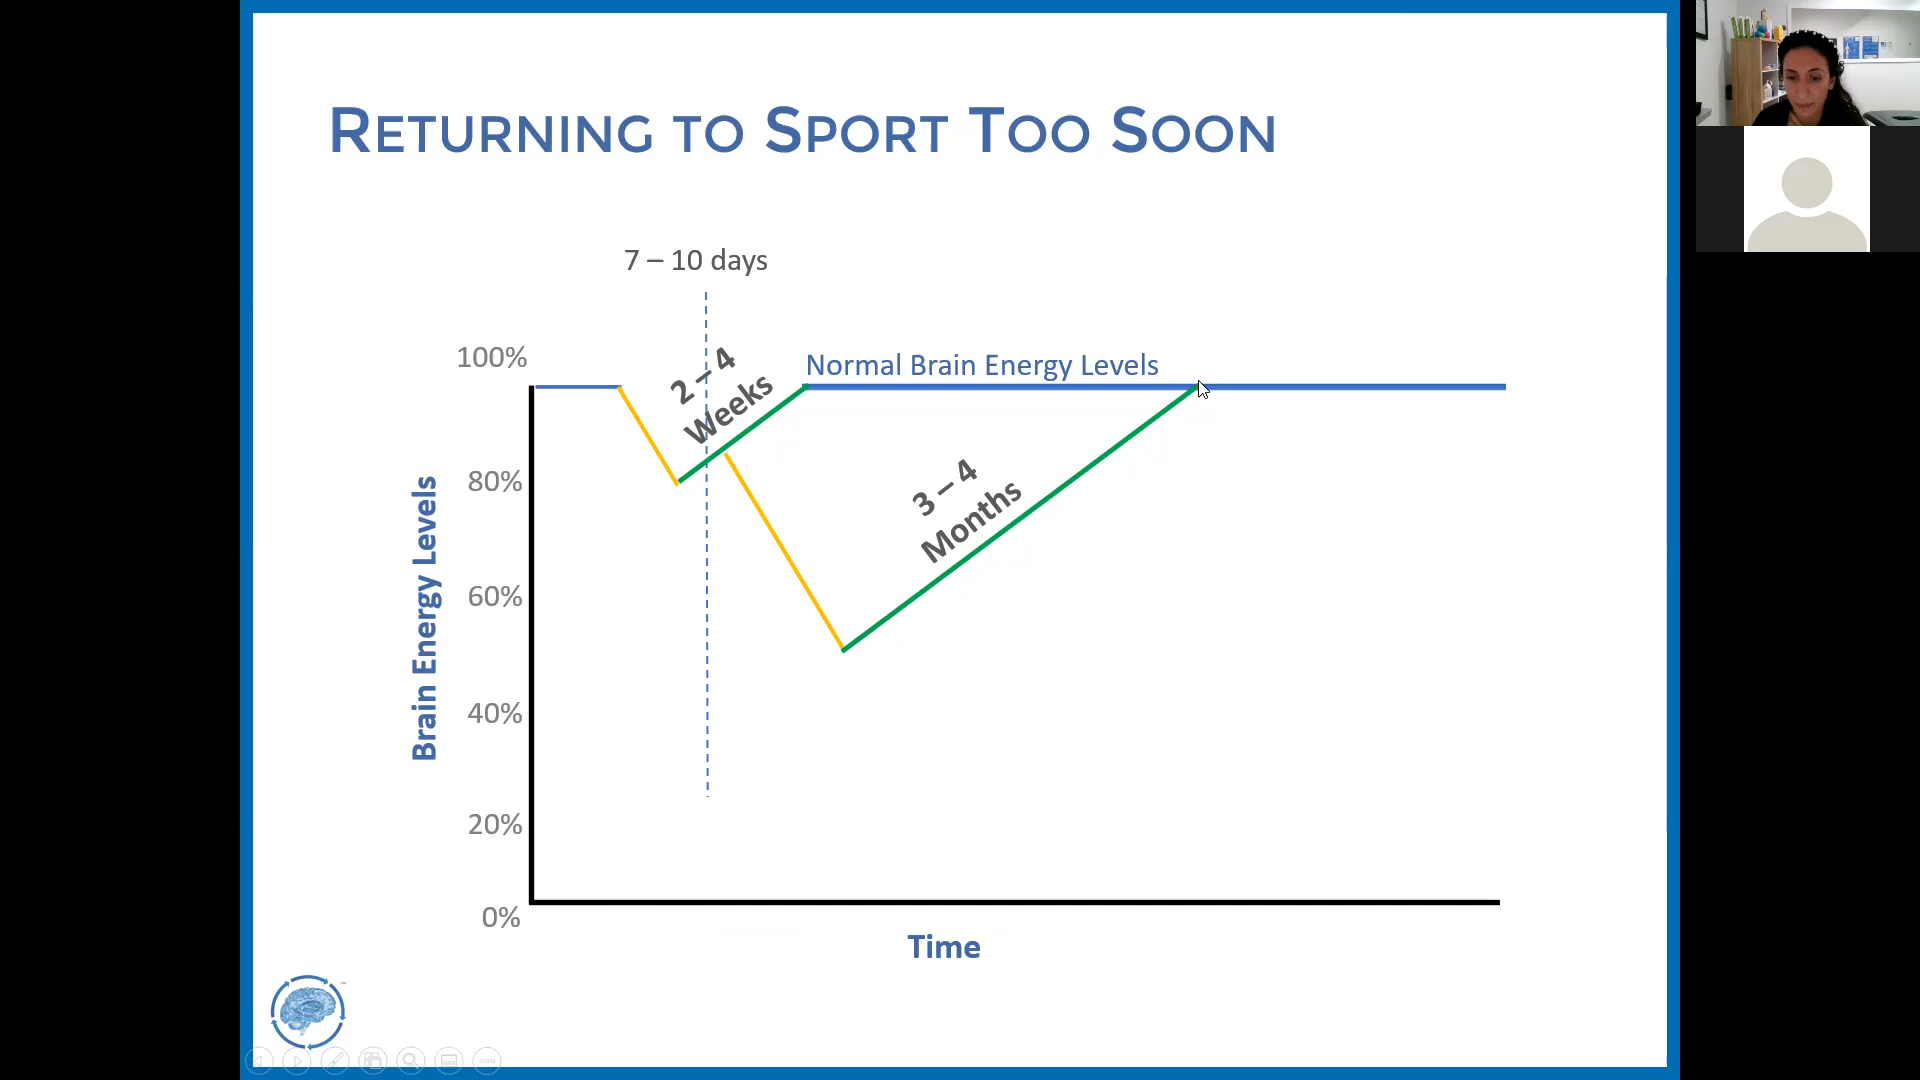 RETURNING TO SPORT TOO SOON
7 – 10 days
100%
2 – 4
Weeks
Normal Brain Energy Levels
80%
3 – 4
Months
60%
Brain Energy Levels
40%
20%
0%
Time